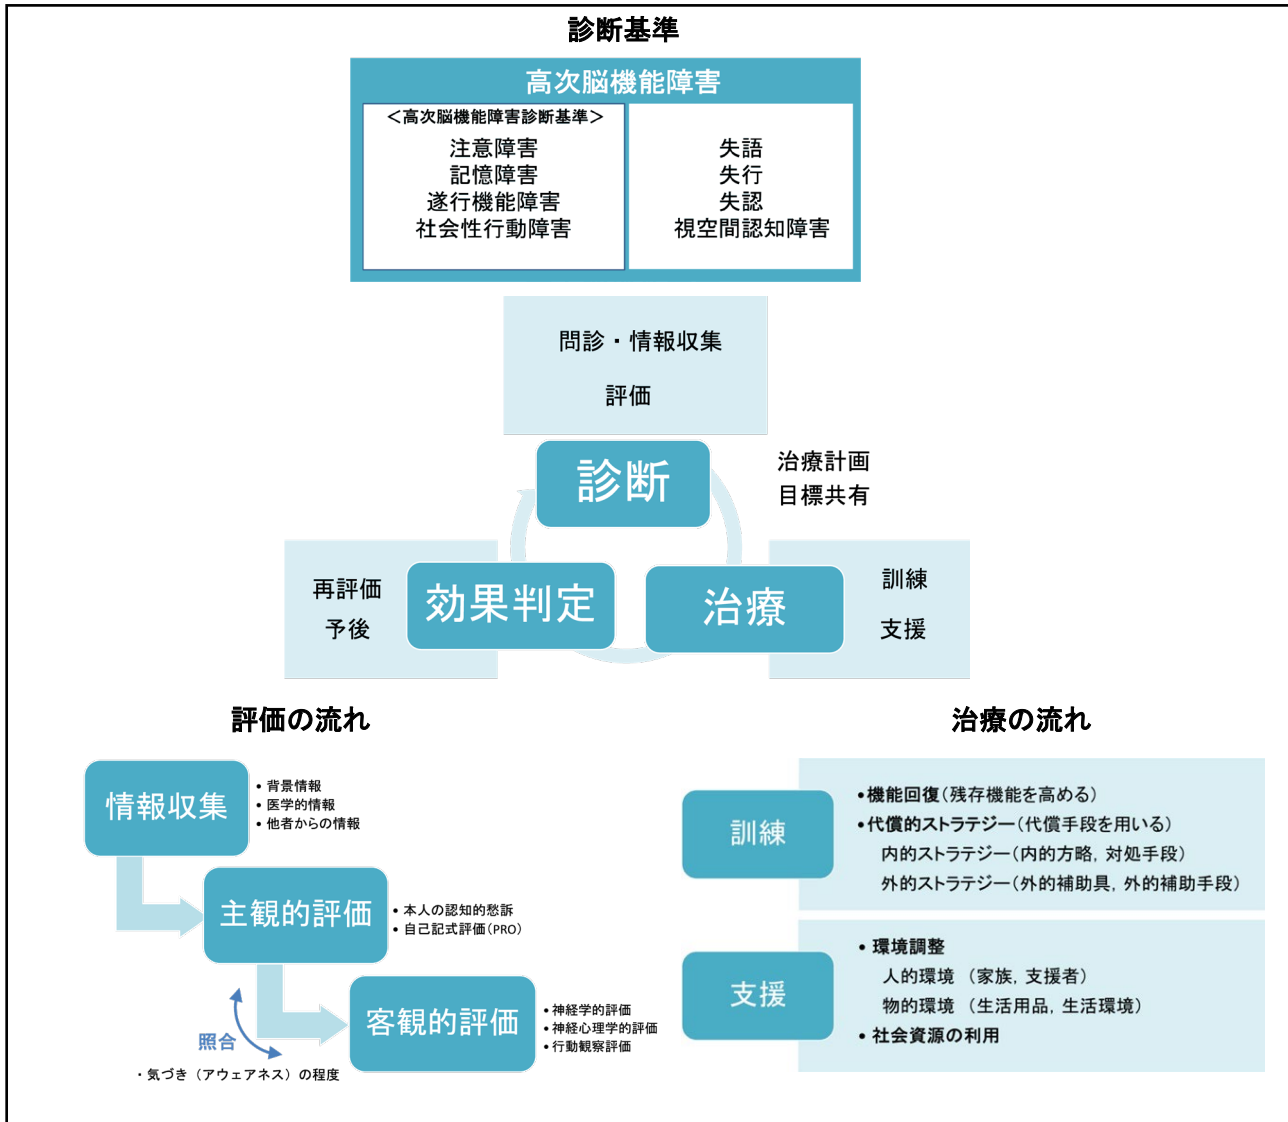 診断基準
高次脳機能障害
＜高次脳機能障害診断基準＞
注意障害
記憶障害
遂行機能障害
社会性行動障害
失語
失行
失認
視空間認知障害
問診・情報収集
評価
診断
治療計画
目標共有
再評価
予後
効果判定
治療
訓練
支援
評価の流れ
情報収集
• 背景情報
• 医学的情報
• 他者からの情報
主観的評価
• 本人の認知的愁訴
• 自己記式評価（PRO）
客観的評価
• 神経学的評価
• 神経心理学的評価
• 行動観察評価
照合
・気づき（アウェアネス）の程度
治療の流れ
訓練
•機能回復（残存機能を高める）
•代償的ストラテジー（代償手段を用いる）
内的ストラテジー（内的方略，対処手段）
外的ストラテジー（外的補助具，外的補助手段）
支援
• 環境調整
人的環境 （家族，支援者）
物的環境 （生活用品，生活環境）
• 社会資源の利用